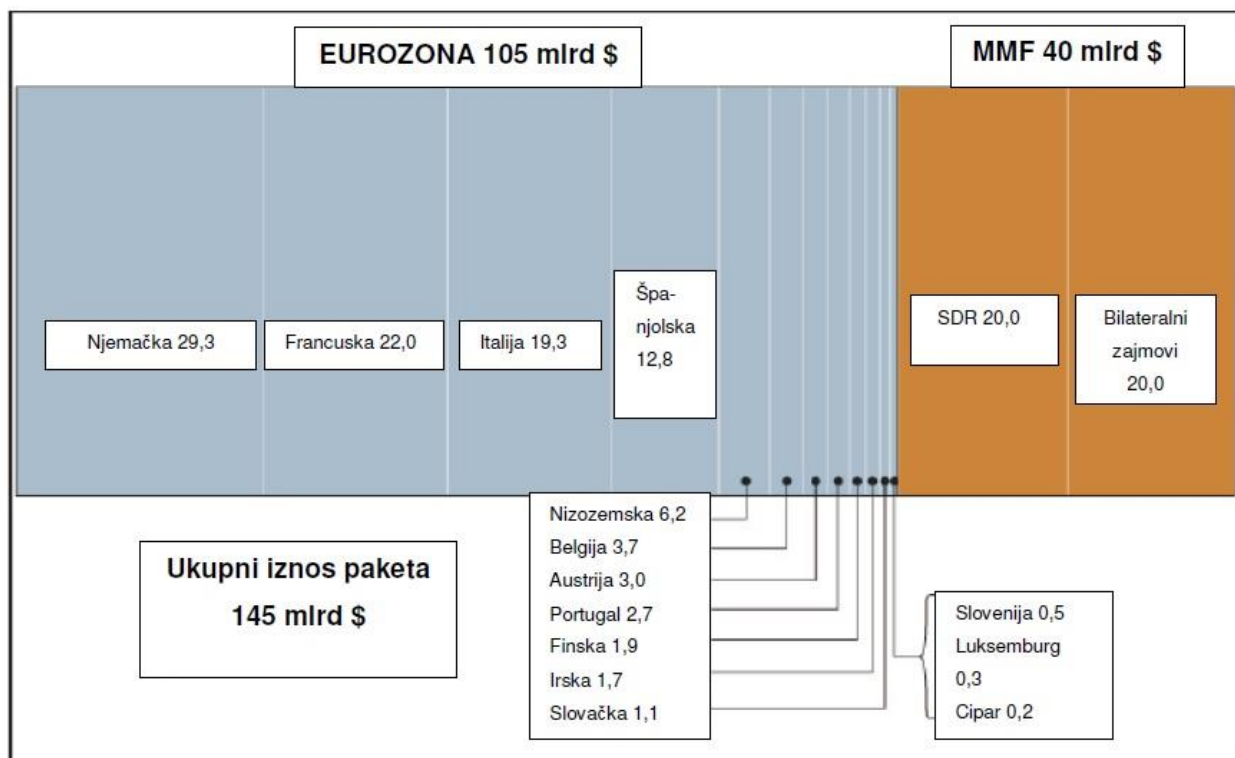 EUROZONA 105 mlrd $
MMF 40 mlrd $
Njemačka 29,3
Francuska 22,0
Italija 19,3
Špa-
njolska
12,8
SDR 20,0
Bilateralni
zajmovi
20,0
Nizozemska 6,2
Belgija 3,7
Austrija 3,0
Portugal 2,7
Finska 1,9
Irska 1,7
Slovačka 1,1
Ukupni iznos paketa
145 mlrd $
Slovenija 0,5
Luksemburg
0,3
Cipar 0,2